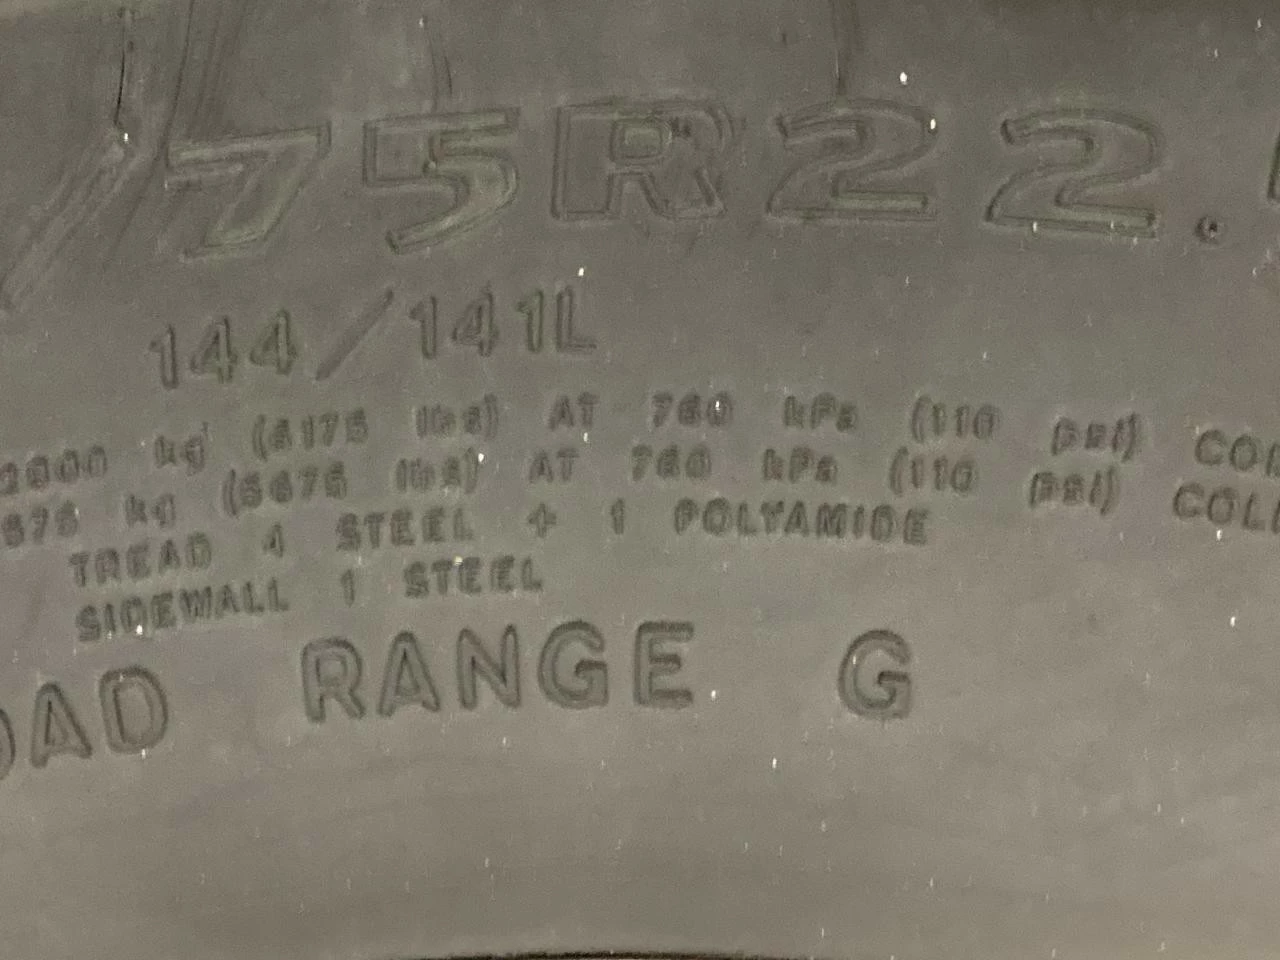 /75R22.
144/141L
2800 kg (6175 lbs) AT 760 kPa (110 psi)
kg (5675 lbs) AT 760 kPa (110 psi)
TREAD 4 STEEL + 1 POLYAMIDE
SIDEWALL 1 STEEL
OAD RANGE G